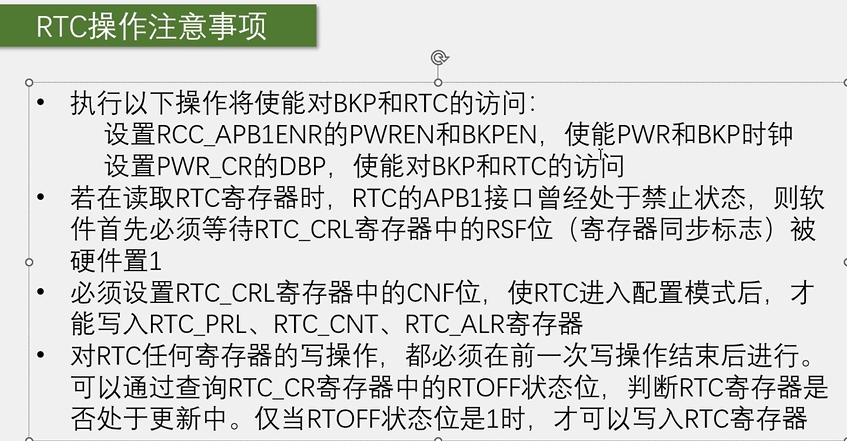 RTC操作注意事项
• 执行以下操作将使能对BKP和RTC的访问：
设置RCC_APB1ENR的PWREN和BKPEN，使能PWR和BKP时钟
设置PWR_CR的DBP，使能对BKP和RTC的访问
• 若在读取RTC寄存器时，RTC的APB1接口曾经处于禁止状态，则软
件首先必须等待RTC_CRL寄存器中的RSF位（寄存器同步标志）被
硬件置1
• 必须设置RTC_CRL寄存器中的CNF位，使RTC进入配置模式后，才
能写入RTC_PRL、RTC_CNT、RTC_ALR寄存器
• 对RTC任何寄存器的写操作，都必须在前一次写操作结束后进行。
可以通过查询RTC_CR寄存器中的RTOFF状态位，判断RTC寄存器是
否处于更新中。仅当RTOFF状态位是1时，才可以写入RTC寄存器